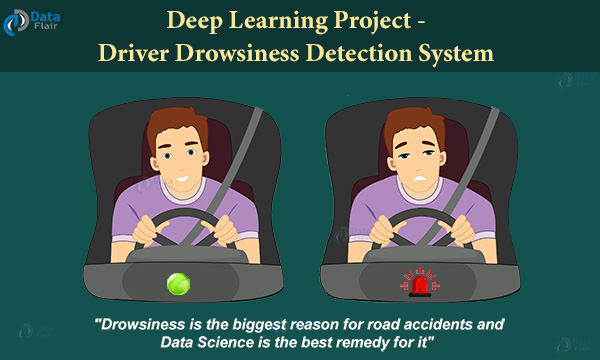 Data
Flair
Deep Learning Project -
Driver Drowsiness Detection System
"Drowsiness is the biggest reason for road accidents and
Data Science is the best remedy for it"